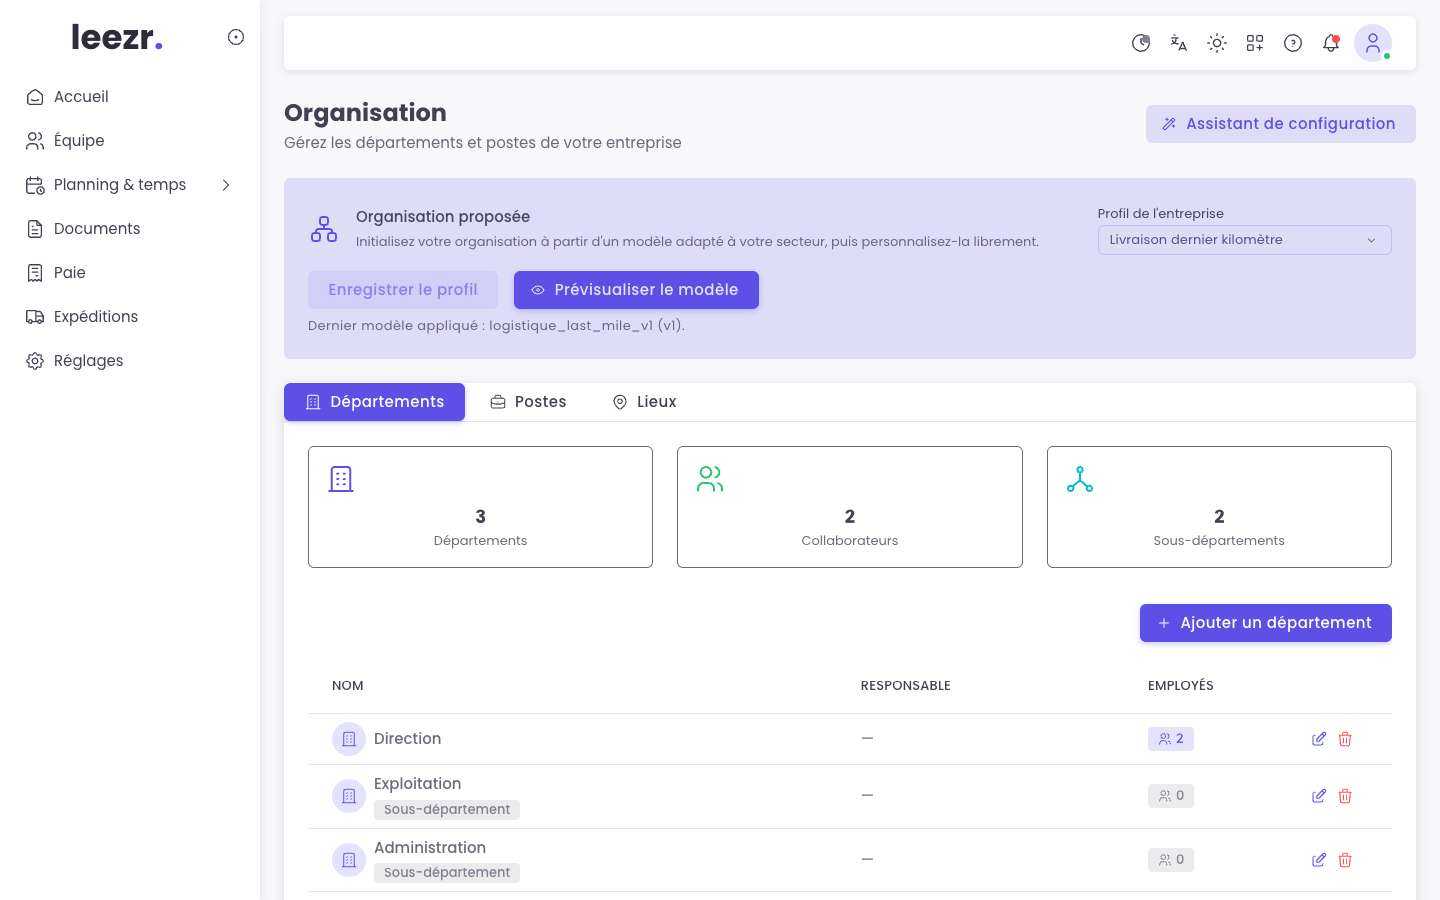 leezr.
Accueil
Équipe
Planning & temps
Documents
Paie
Expéditions
Réglages
Organisation
Gérez les départements et postes de votre entreprise
Assistant de configuration
Organisation proposée
Initialisez votre organisation à partir d'un modèle adapté à votre secteur, puis personnalisez-la librement.
Profil de l'entreprise
Livraison dernier kilomètre
Enregistrer le profil
Prévisualiser le modèle
Dernier modèle appliqué : logistique_last_mile_v1 (v1).
Départements
Postes
Lieux
3
Départements
2
Collaborateurs
2
Sous-départements
Ajouter un département
NOM RESPONSABLE EMPLOYÉS
Direction — 2
Exploitation
Sous-département
— 0
Administration
Sous-département
— 0